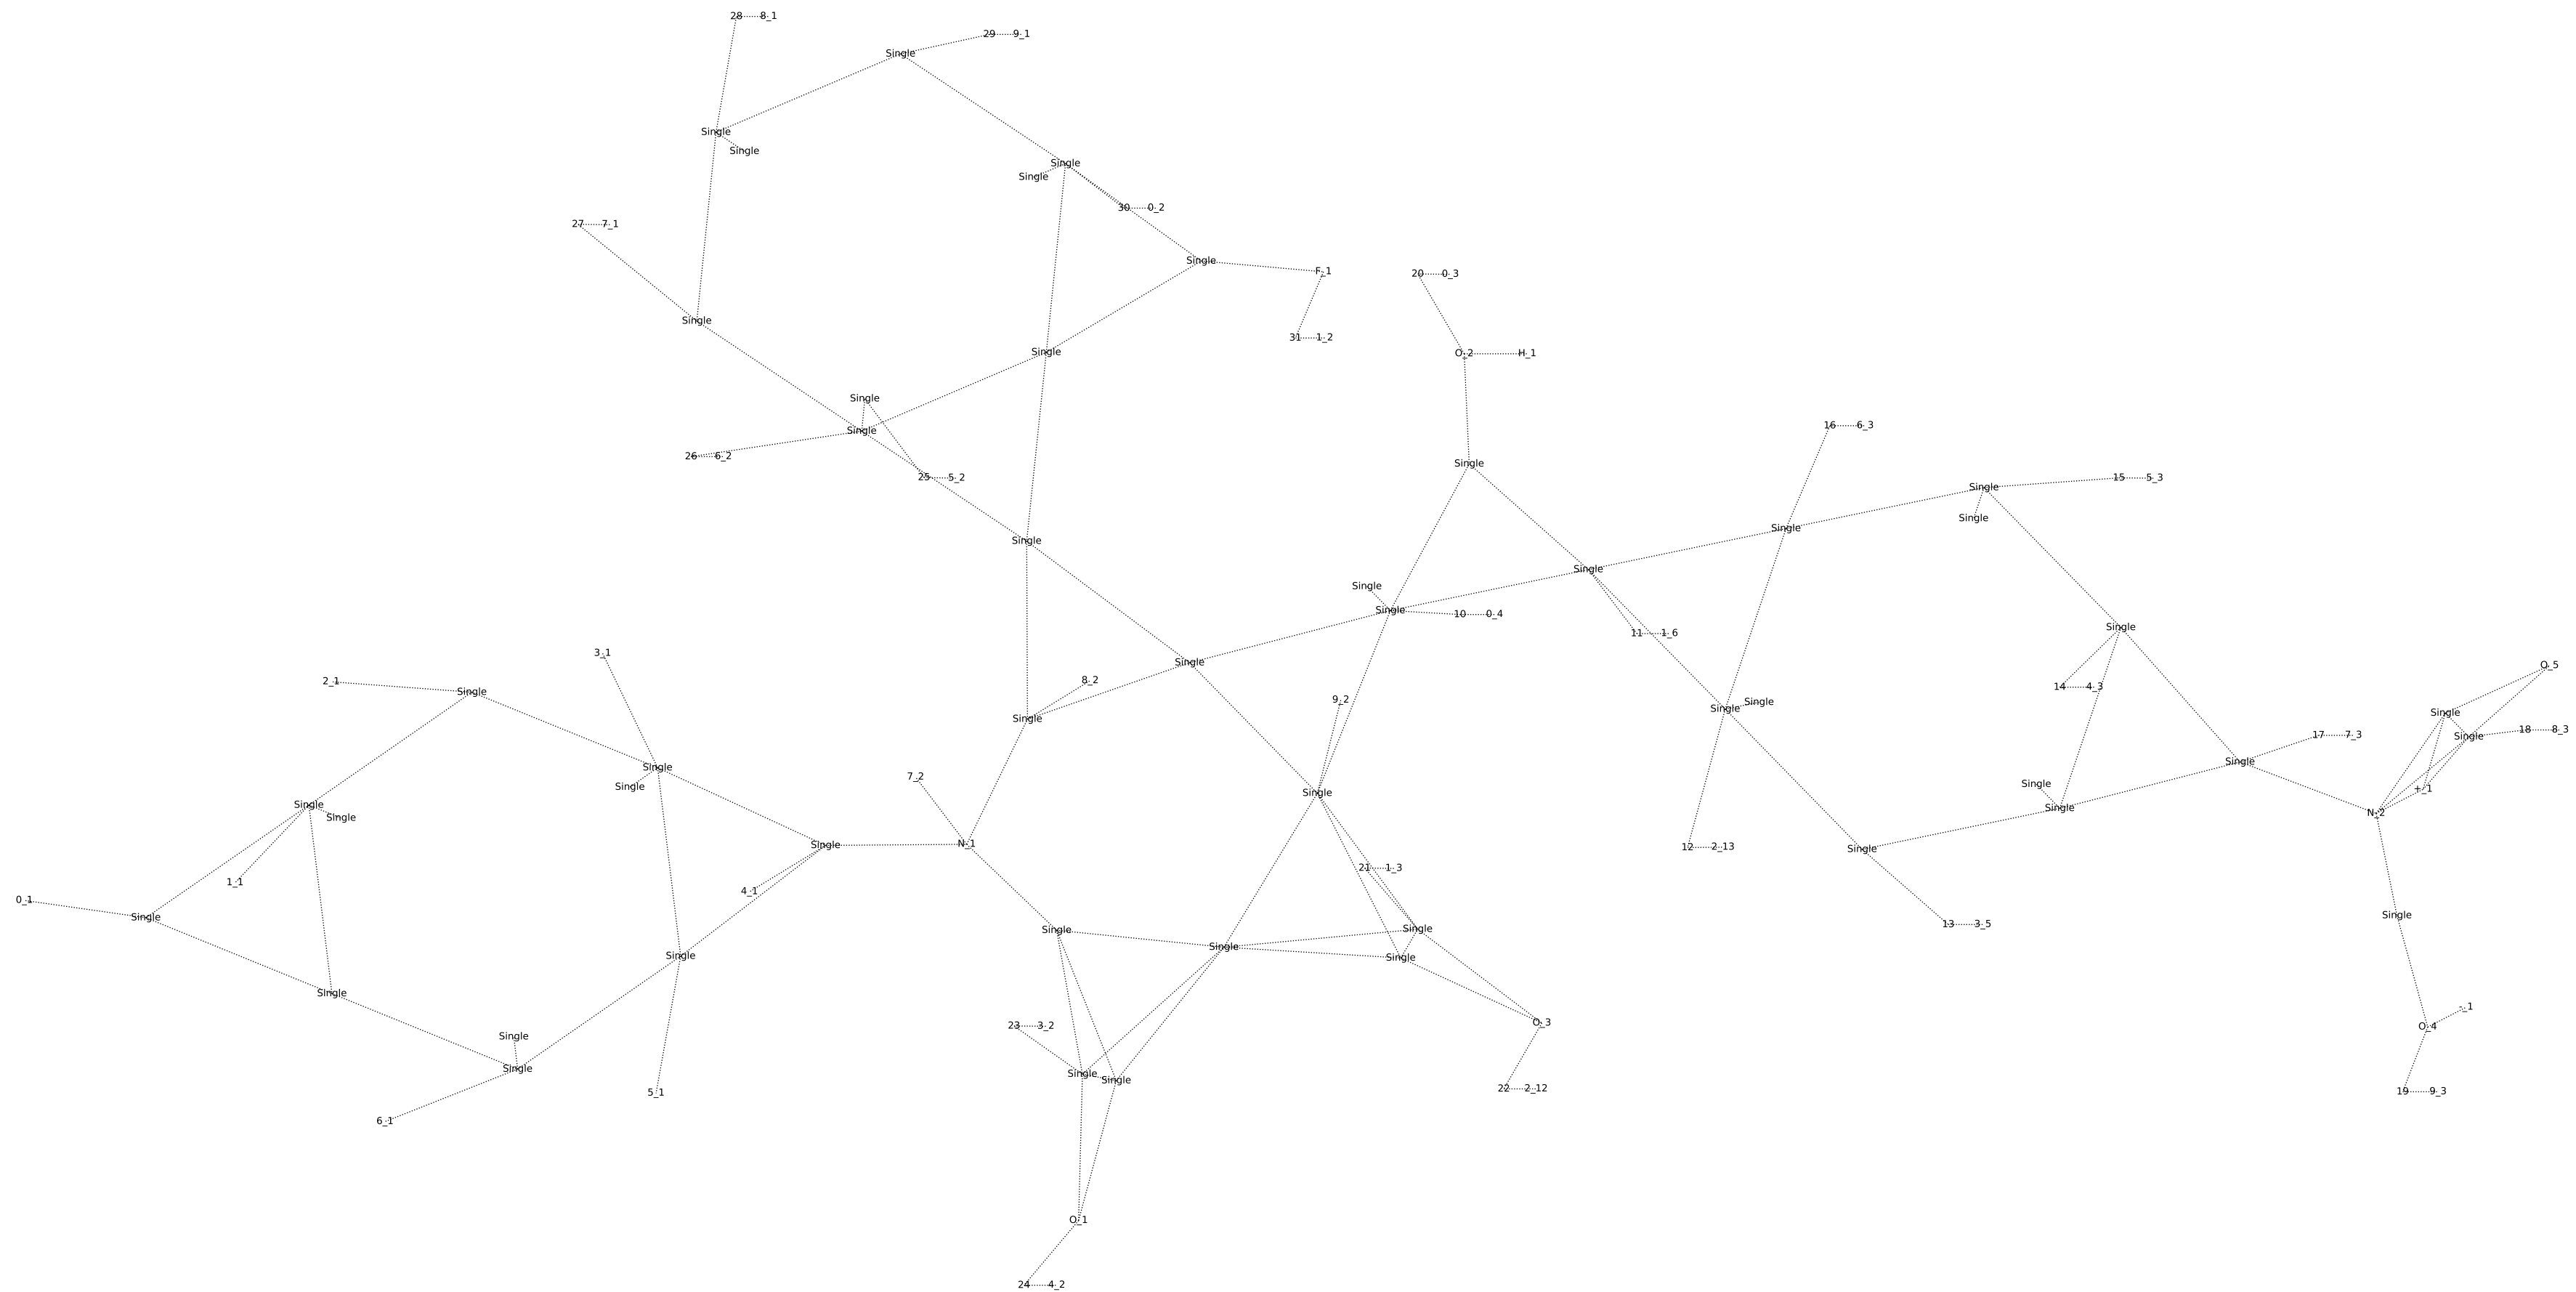 28 8_1
29 9_1
Single
Single
Single
Single
Single
30 0_2
27 7_1
Single
F_1
20 0_3
Single
31 1_2
Single
O_2 H_1
Single
16 6_3
Single
26 6_2
Single
25 5_2
15 5_3
Single
Single
Single
Single
Single
Single
Single
10 0_4
Single
11 1_6
3_1
Single
O_5
2_1
8_2
14 4_3
Single
9_2
Single
Single
Single
Single
18 8_3
17 7_3
Single
Single
Single
7_2
Single
Single
+_1
Single
Single
Single
Single
N_2
Single
N_1
12 2_13
Single
Single
21 1_3
1_1
4_1
0_1
Single
Single
13 3_5
Single
Single
Single
Single
Single
Single
-_1
O_3
23 3_2
O_4
Single
Single
Single
Single
22 2_12
5_1
19 9_3
6_1
O_1
24 4_2